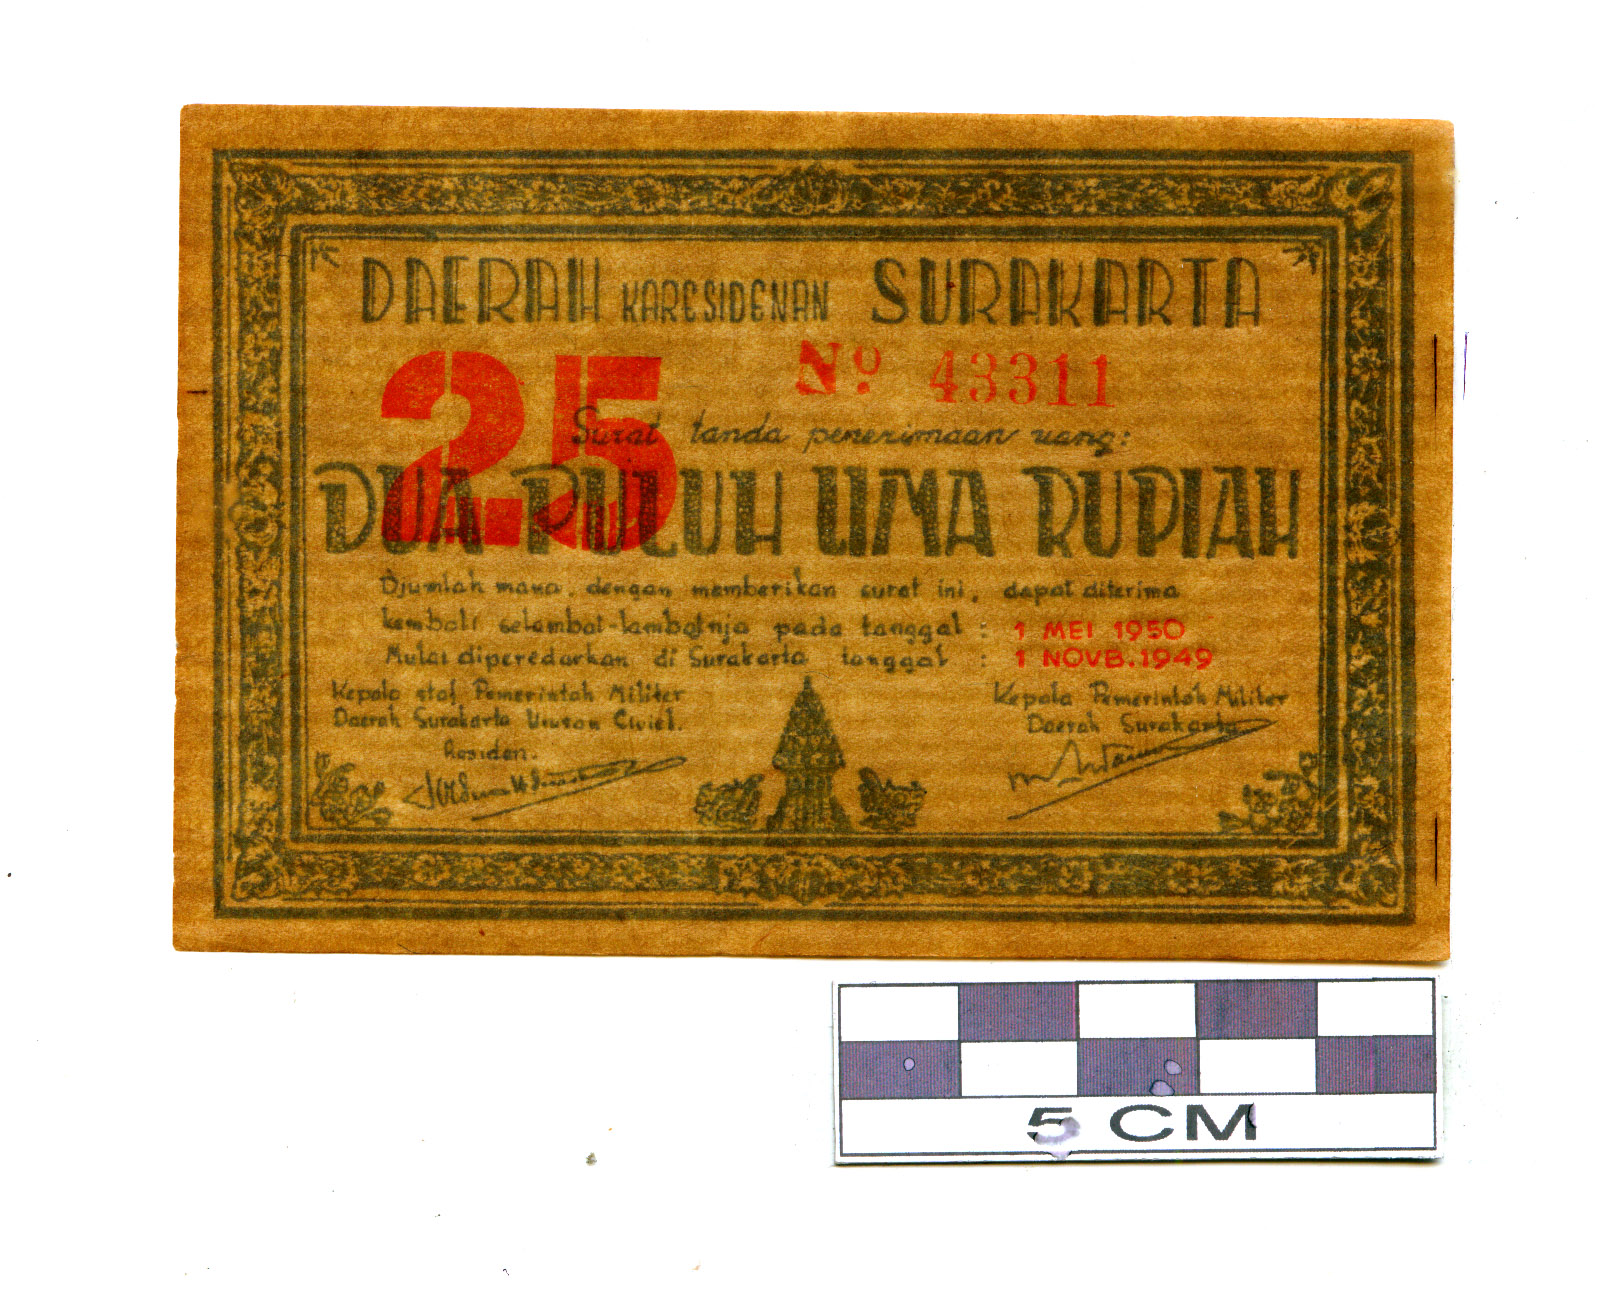 DAERAH KARESIDENAN SURAKARTA
25
No. 43311
Surat tanda penerimaan uang:
DUA PULUH LIMA RUPIAH
Djumlah mana, dengan memberikan surat ini, dapat diterima
kembali selambat-lambatnja pada tanggal : 1 MEI 1950
Mulai diperedarkan di Surakarta tanggal : 1 NOVB.1949
Kepala staf Pemerintah Militer
Daerah Surakarta Urusan Civiel.
Residen.
Kepala Pemerintah Militer
Daerah Surakarta
5 CM